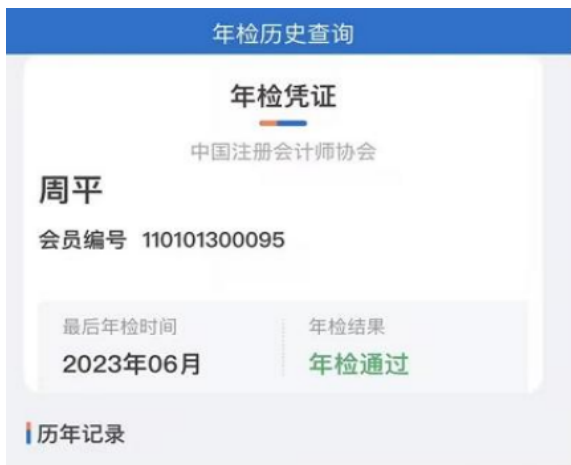 年检历史查询
年检凭证
中国注册会计师协会
周平
会员编号 110101300095
最后年检时间 年检结果
2023年06月 年检通过
历年记录